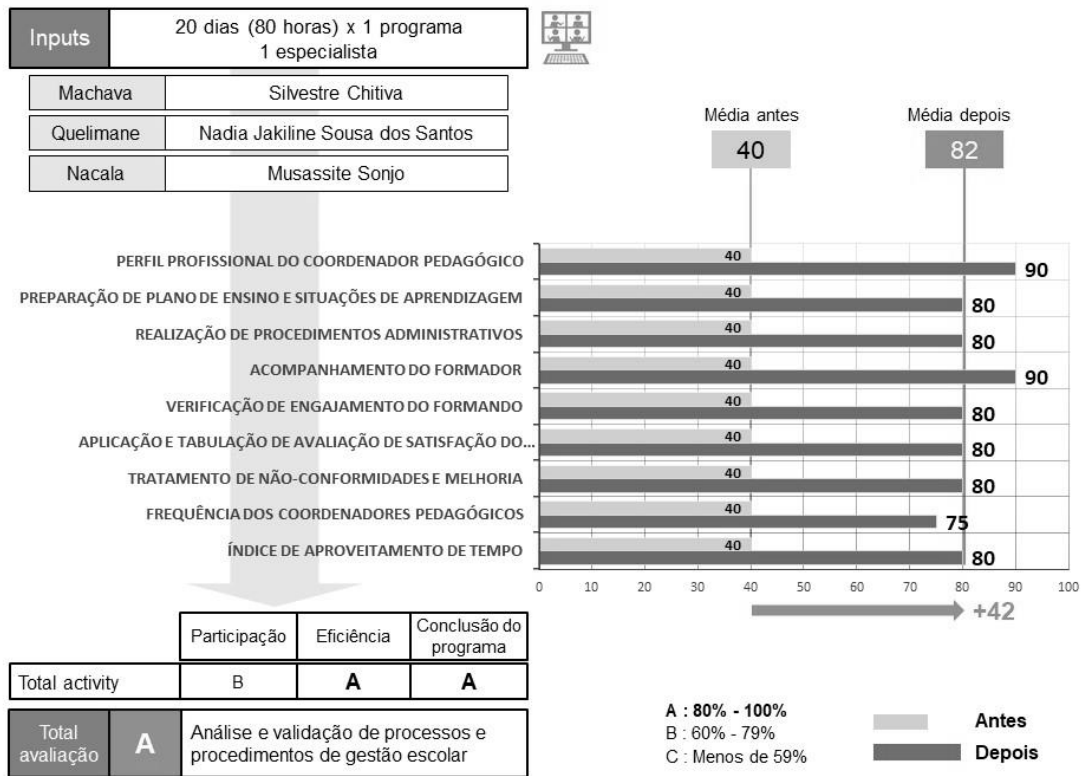 Inputs
20 dias (80 horas) x 1 programa
1 especialista
Machava
Silvestre Chitiva
Quelimane
Nadia Jakiline Sousa dos Santos
Nacala
Musassite Sonjo
Média antes
40
Média depois
82
PERFIL PROFISSIONAL DO COORDENADOR PEDAGÓGICO
40
90
PREPARAÇÃO DE PLANO DE ENSINO E SITUAÇÕES DE APRENDIZAGEM
40
80
REALIZAÇÃO DE PROCEDIMENTOS ADMINISTRATIVOS
40
80
ACOMPANHAMENTO DO FORMADOR
40
90
VERIFICAÇÃO DE ENGAJAMENTO DO FORMANDO
40
80
APLICAÇÃO E TABULAÇÃO DE AVALIAÇÃO DE SATISFAÇÃO DO...
40
80
TRATAMENTO DE NÃO-CONFORMIDADES E MELHORIA
40
80
FREQUÊNCIA DOS COORDENADORES PEDAGÓGICOS
40
75
ÍNDICE DE APROVEITAMENTO DE TEMPO
40
80
0 10 20 30 40 50 60 70 80 90 100
+42
Participação
Eficiência
Conclusão do
programa
Total activity
B
A
A
Total
avaliação
A
Análise e validação de processos e
procedimentos de gestão escolar
A : 80% - 100%
B : 60% - 79%
C : Menos de 59%
Antes
Depois